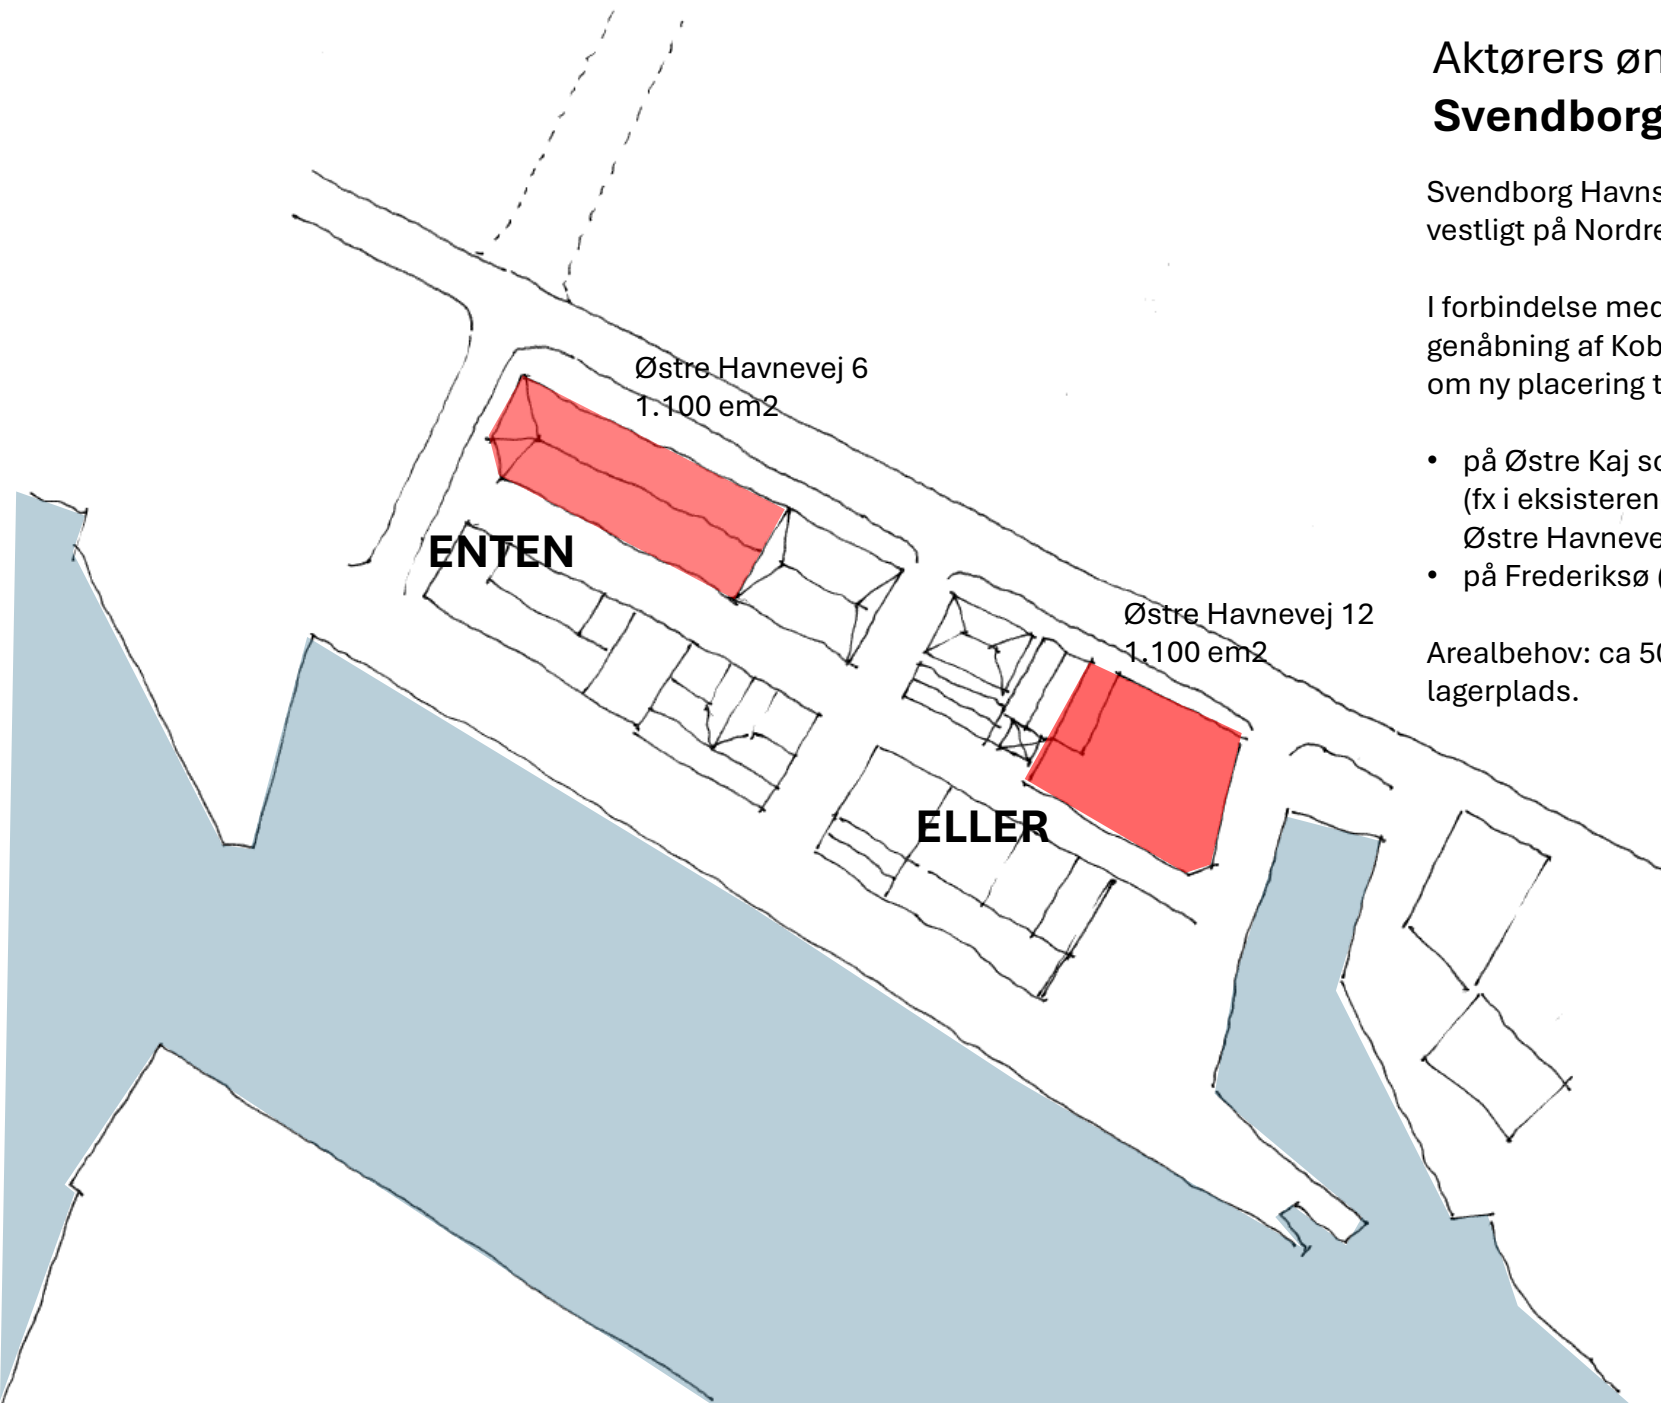 Aktørers øn
Svendborg
Svendborg Havns
vestligt på Nordre
I forbindelse med
genåbning af Kob
om ny placering t
• på Østre Kaj so
(fx i eksisteren
Østre Havneve
• på Frederiksø (
Arealbehov: ca 50
lagerplads.
Østre Havnevej 6
1.100 em2
ENTEN
Østre Havnevej 12
1.100 em2
ELLER